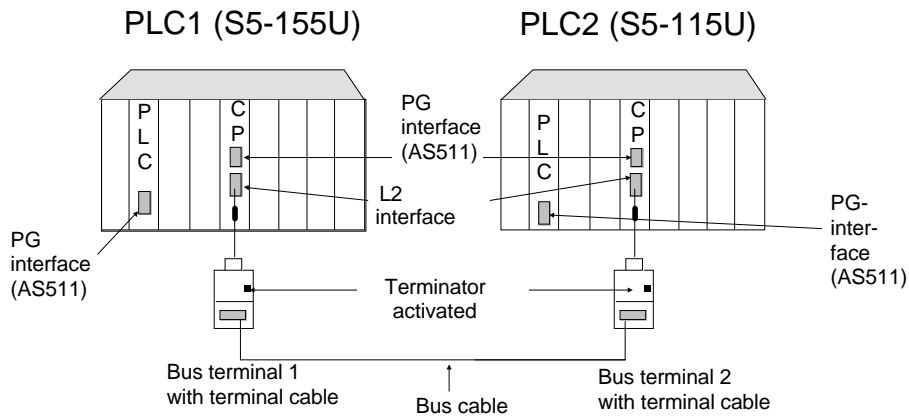 PLC1 (S5-155U)
PLC2 (S5-115U)
P
L
C
C
P
PG
interface
(AS511)
P
L
C
C
P
L2
interface
PG
interface
(AS511)
PG-
inter-
face
(AS511)
Terminator
activated
Bus terminal 1
with terminal cable
Bus cable
Bus terminal 2
with terminal cable